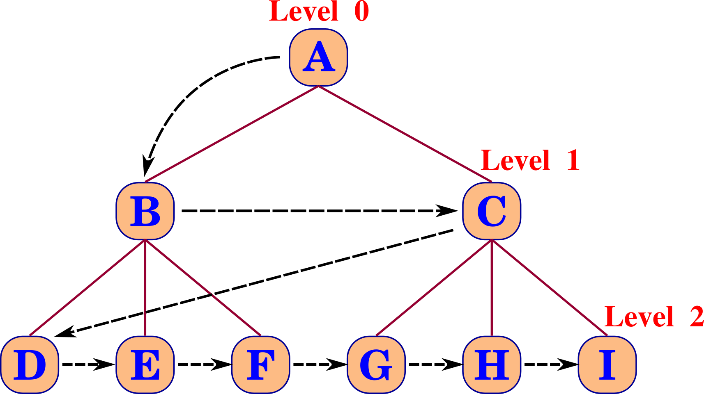 Level 0
A
Level 1
B C
Level 2
D E F G H I